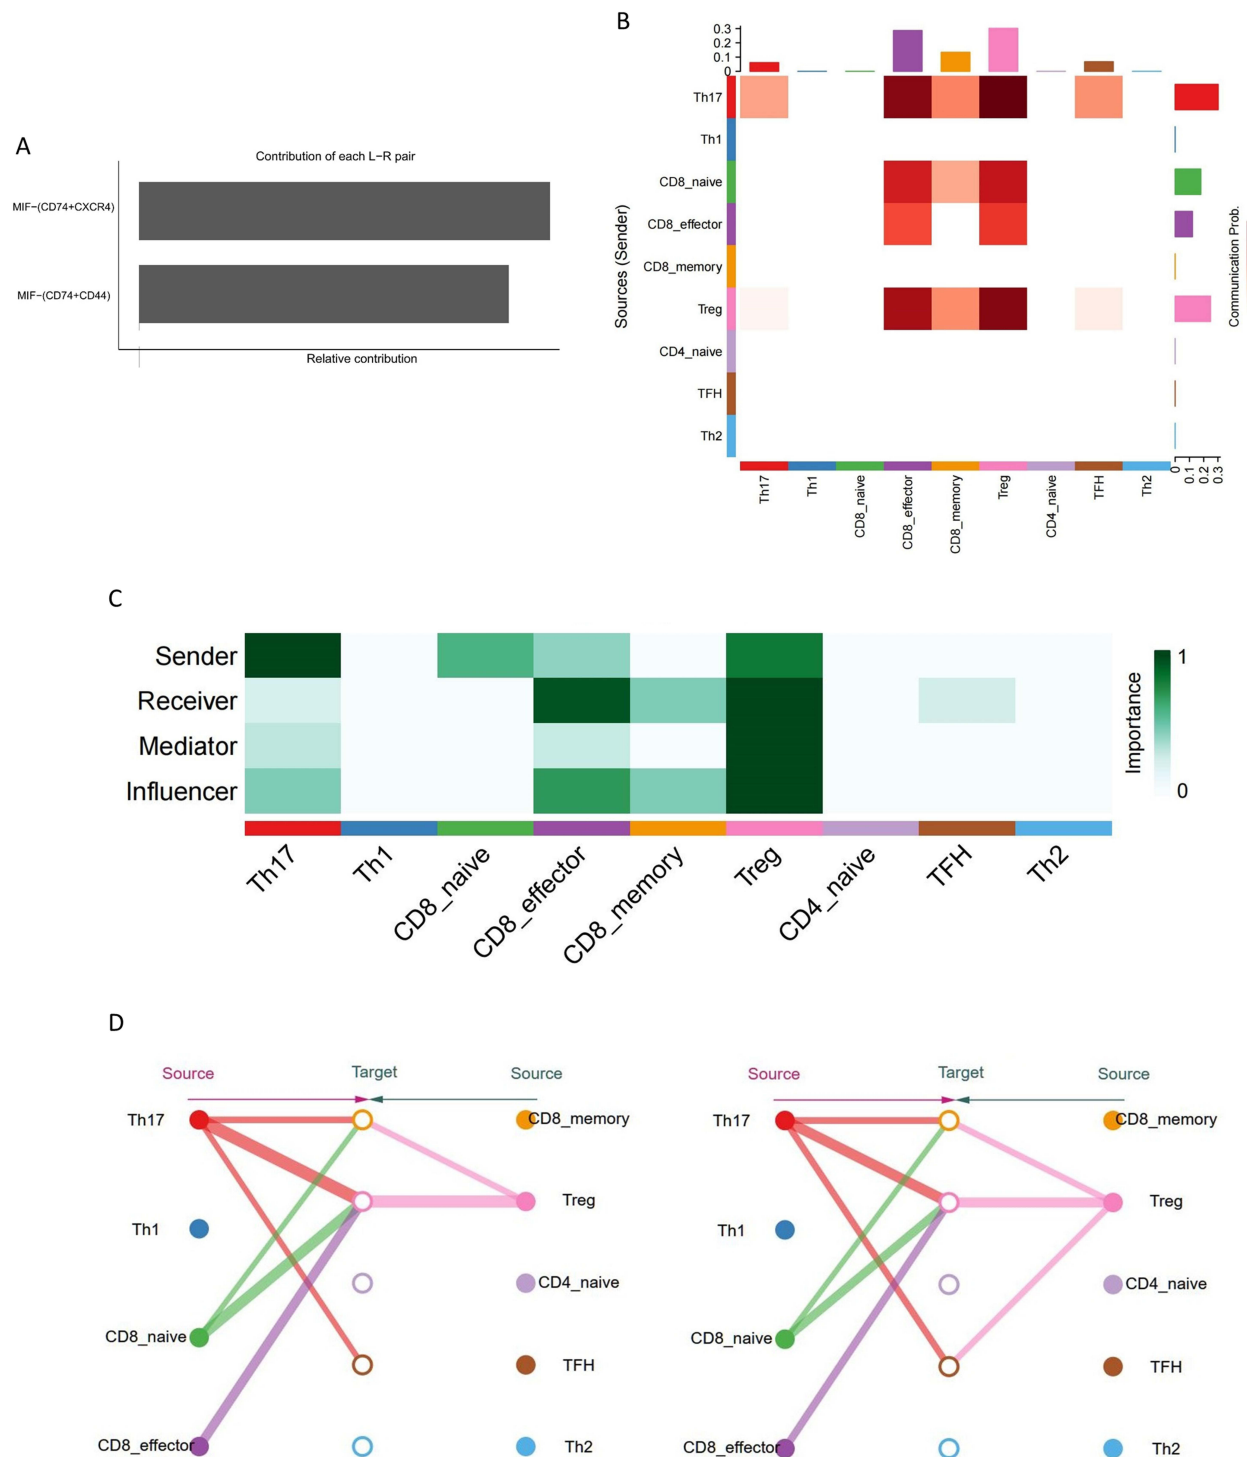 A
Contribution of each L−R pair
MIF−(CD74+CXCR4)
MIF−(CD74+CD44)
Relative contribution
B
0.3
0.2
0.1
0
Sources (Sender)
Th17
Th1
CD8_naive
CD8_effector
CD8_memory
Treg
CD4_naive
TFH
Th2
Th17
Th1
CD8_naive
CD8_effector
CD8_memory
Treg
CD4_naive
TFH
Th2
0
0.1
0.2
0.3
Communication Prob.
C
Sender
Receiver
Mediator
Influencer
Th17
Th1
CD8_naive
CD8_effector
CD8_memory
Treg
CD4_naive
TFH
Th2
Importance
1
0
D
Source Target Source
Th17
CD8_memory
Treg
Th1
CD4_naive
CD8_naive
TFH
CD8_effector
Th2
Source Target Source
Th17
CD8_memory
Treg
Th1
CD4_naive
CD8_naive
TFH
CD8_effector
Th2